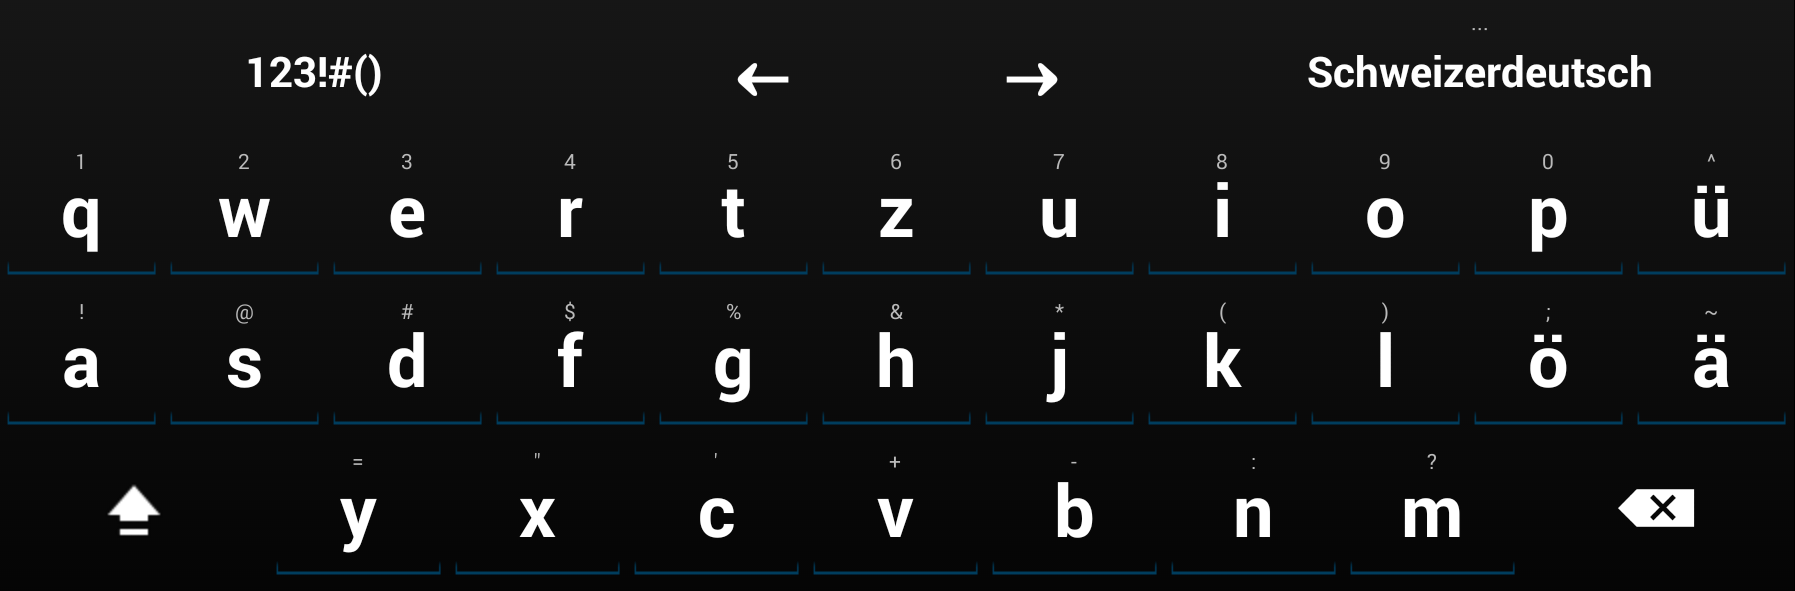 ...
123!#() ← → Schweizerdeutsch
1 2 3 4 5 6 7 8 9 0 ^
q w e r t z u i o p ü
! @ # $ % & * ( ) ; ~
a s d f g h j k l ö ä
= " ' + - : ?
y x c v b n m